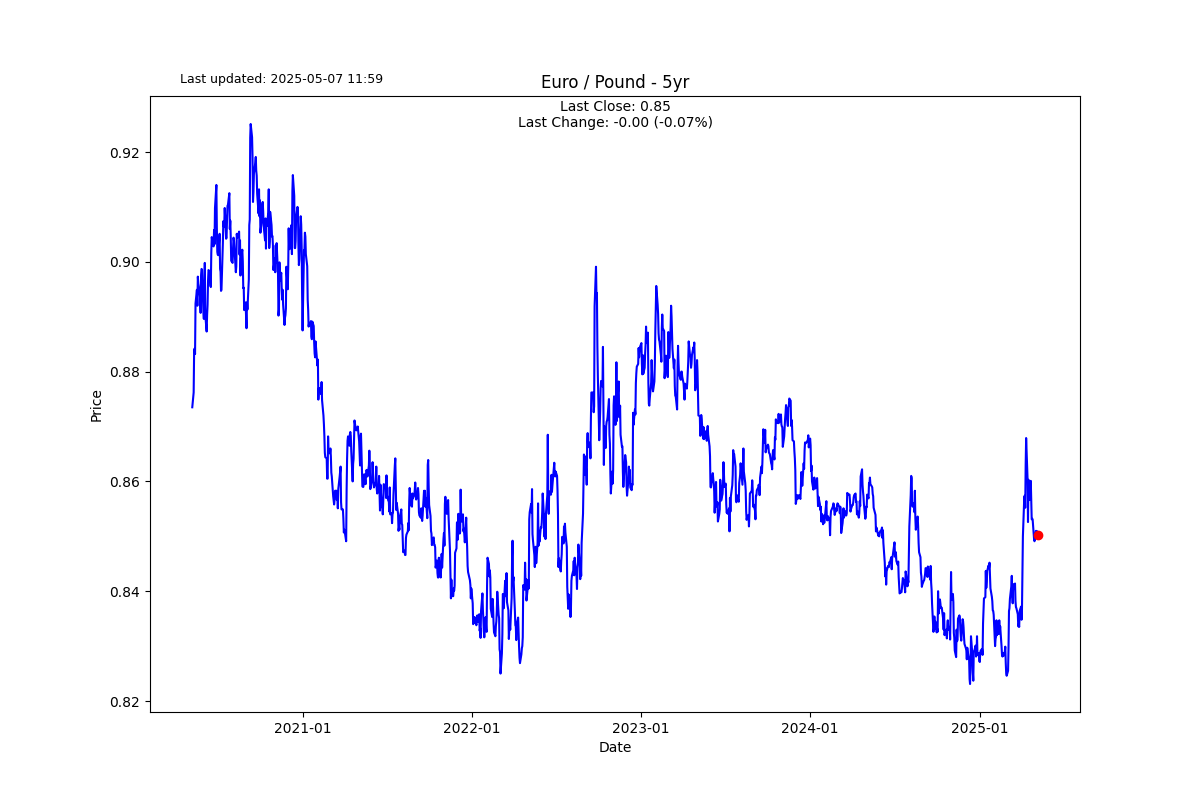 Last updated: 2025-05-07 11:59
Euro / Pound - 5yr
Last Close: 0.85
Last Change: -0.00 (-0.07%)
0.92
0.90
0.88
0.86
0.84
0.82
Price
2021-01
2022-01
2023-01
2024-01
2025-01
Date